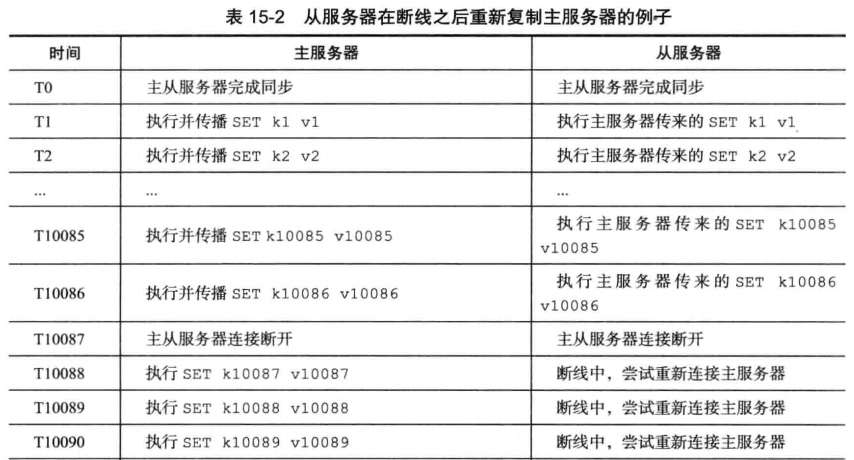 表 15-2 从服务器在断线之后重新复制主服务器的例子
时间 主服务器 从服务器
T0 主从服务器完成同步 主从服务器完成同步
T1 执行并传播 SET k1 v1 执行主服务器传来的 SET k1 v1
T2 执行并传播 SET k2 v2 执行主服务器传来的 SET k2 v2
... ... ...
T10085 执行并传播 SET k10085 v10085 执行主服务器传来的 SET k10085
v10085
T10086 执行并传播 SET k10086 v10086 执行主服务器传来的 SET k10086
v10086
T10087 主从服务器连接断开 主从服务器连接断开
T10088 执行 SET k10087 v10087 断线中，尝试重新连接主服务器
T10089 执行 SET k10088 v10088 断线中，尝试重新连接主服务器
T10090 执行 SET k10089 v10089 断线中，尝试重新连接主服务器